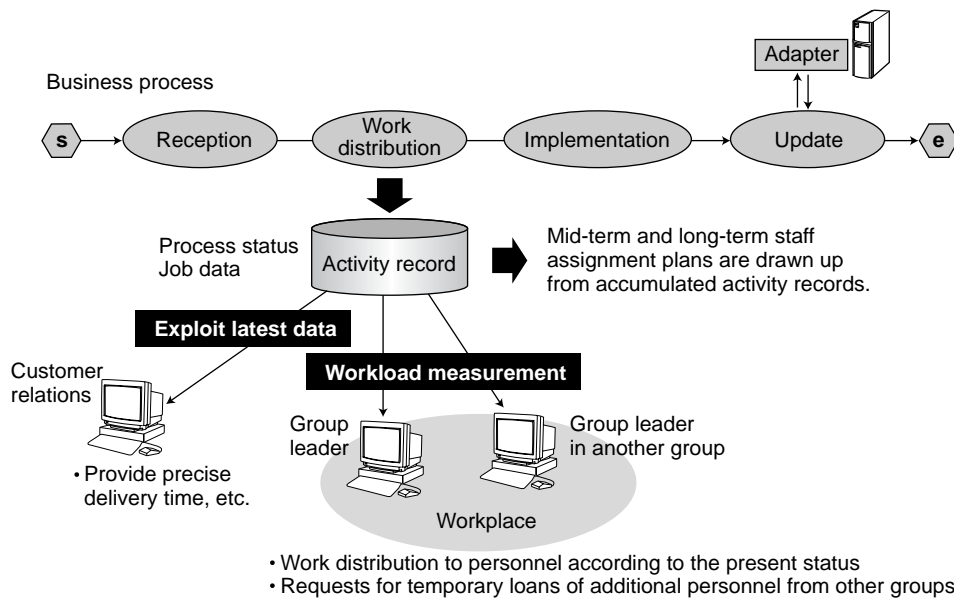 Adapter
Business process
s
Reception
Work
distribution
Implementation
Update
e
Process status
Job data
Activity record
Mid-term and long-term staff
assignment plans are drawn up
from accumulated activity records.
Exploit latest data
Workload measurement
Customer
relations
• Provide precise
delivery time, etc.
Group
leader
Group leader
in another group
Workplace
• Work distribution to personnel according to the present status
• Requests for temporary loans of additional personnel from other groups